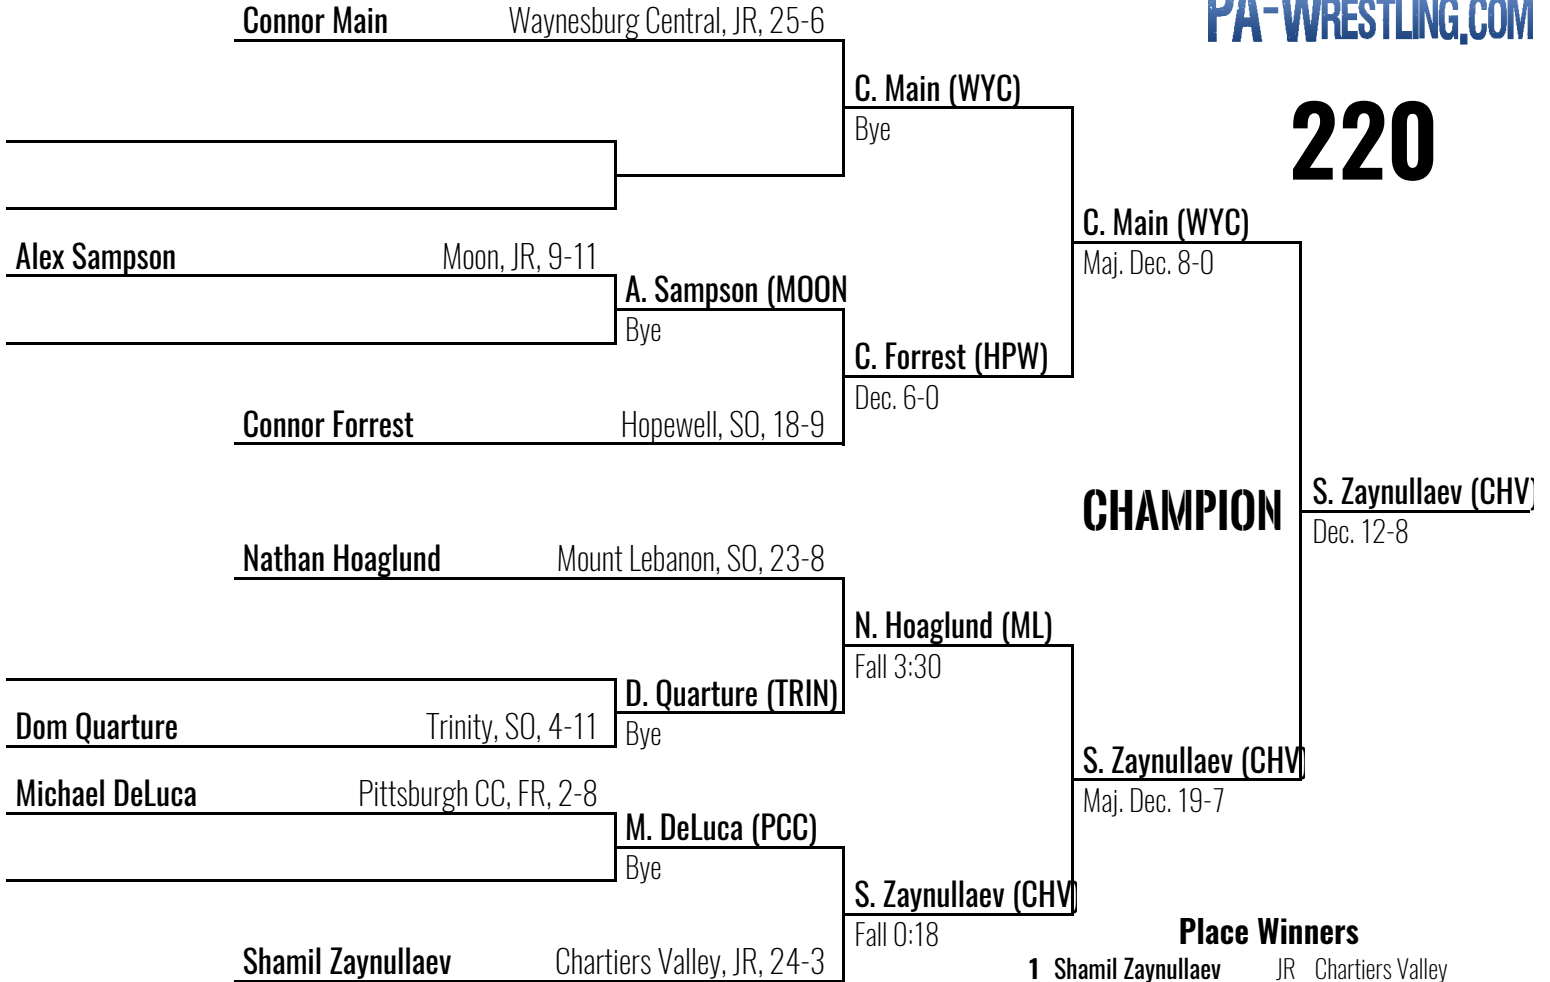 Connor Main Waynesburg Central, JR, 25-6
PA-WRESTLING.COM
C. Main (WYC)
Bye
220
C. Main (WYC)
Maj. Dec. 8-0
Alex Sampson Moon, JR, 9-11
A. Sampson (MOON
Bye
C. Forrest (HPW)
Dec. 6-0
Connor Forrest Hopewell, SO, 18-9
CHAMPION
S. Zaynullaev (CHV)
Dec. 12-8
Nathan Hoaglund Mount Lebanon, SO, 23-8
N. Hoaglund (ML)
Fall 3:30
D. Quarture (TRIN)
Dom Quarture Trinity, SO, 4-11
Bye
S. Zaynullaev (CHV)
Maj. Dec. 19-7
Michael DeLuca Pittsburgh CC, FR, 2-8
M. DeLuca (PCC)
Bye
S. Zaynullaev (CHV)
Fall 0:18
Shamil Zaynullaev Chartiers Valley, JR, 24-3
Place Winners
1 Shamil Zaynullaev JR Chartiers Valley